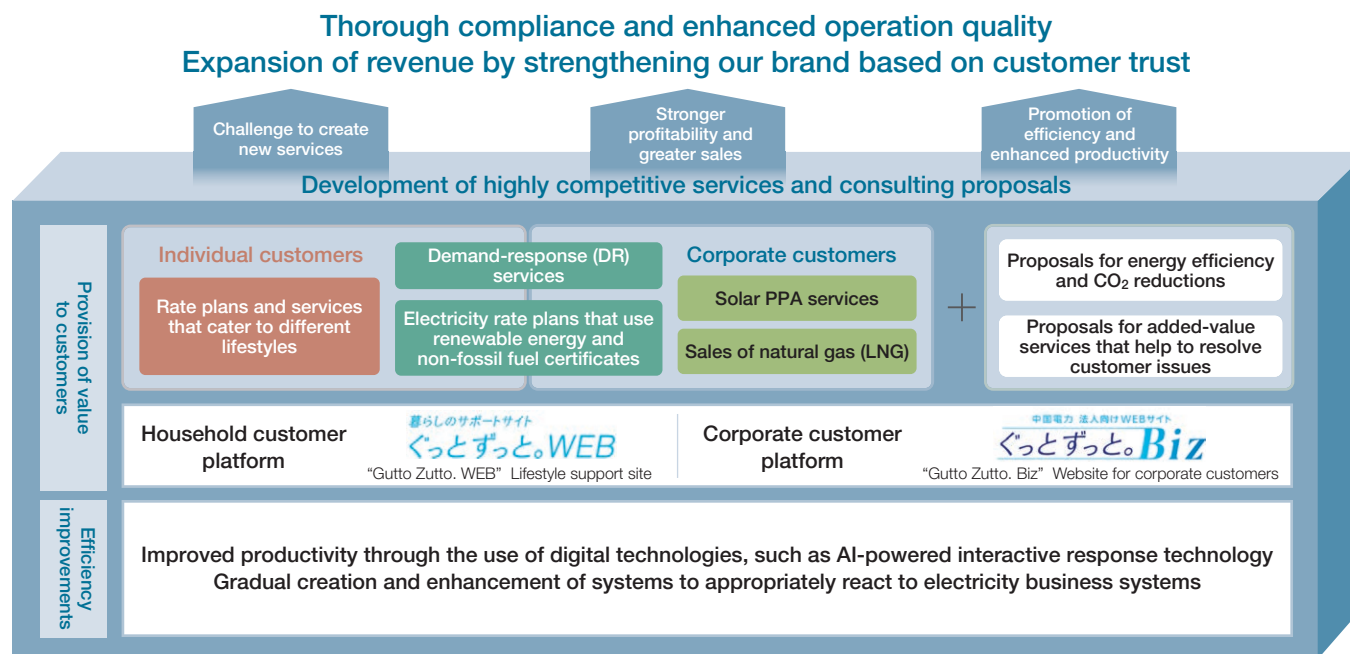 Thorough compliance and enhanced operation quality
Expansion of revenue by strengthening our brand based on customer trust
Challenge to create
new services
Stronger
profitability and
greater sales
Promotion of
efficiency and
enhanced productivity
Development of highly competitive services and consulting proposals
Provision of value
to customers
Individual customers
Rate plans and services
that cater to different
lifestyles
Demand-response (DR)
services
Electricity rate plans that use
renewable energy and
non-fossil fuel certificates
Corporate customers
Solar PPA services
Sales of natural gas (LNG)
+
Proposals for energy efficiency
and CO₂ reductions
Proposals for added-value
services that help to resolve
customer issues
Household customer
platform
暮らしのサポートサイト
ぐっとずっと。WEB
“Gutto Zutto. WEB” Lifestyle support site
Corporate customer
platform
中国電力 法人向けWEBサイト
ぐっとずっと。Biz
“Gutto Zutto. Biz” Website for corporate customers
Efficiency
improvements
Improved productivity through the use of digital technologies, such as AI-powered interactive response technology
Gradual creation and enhancement of systems to appropriately react to electricity business systems